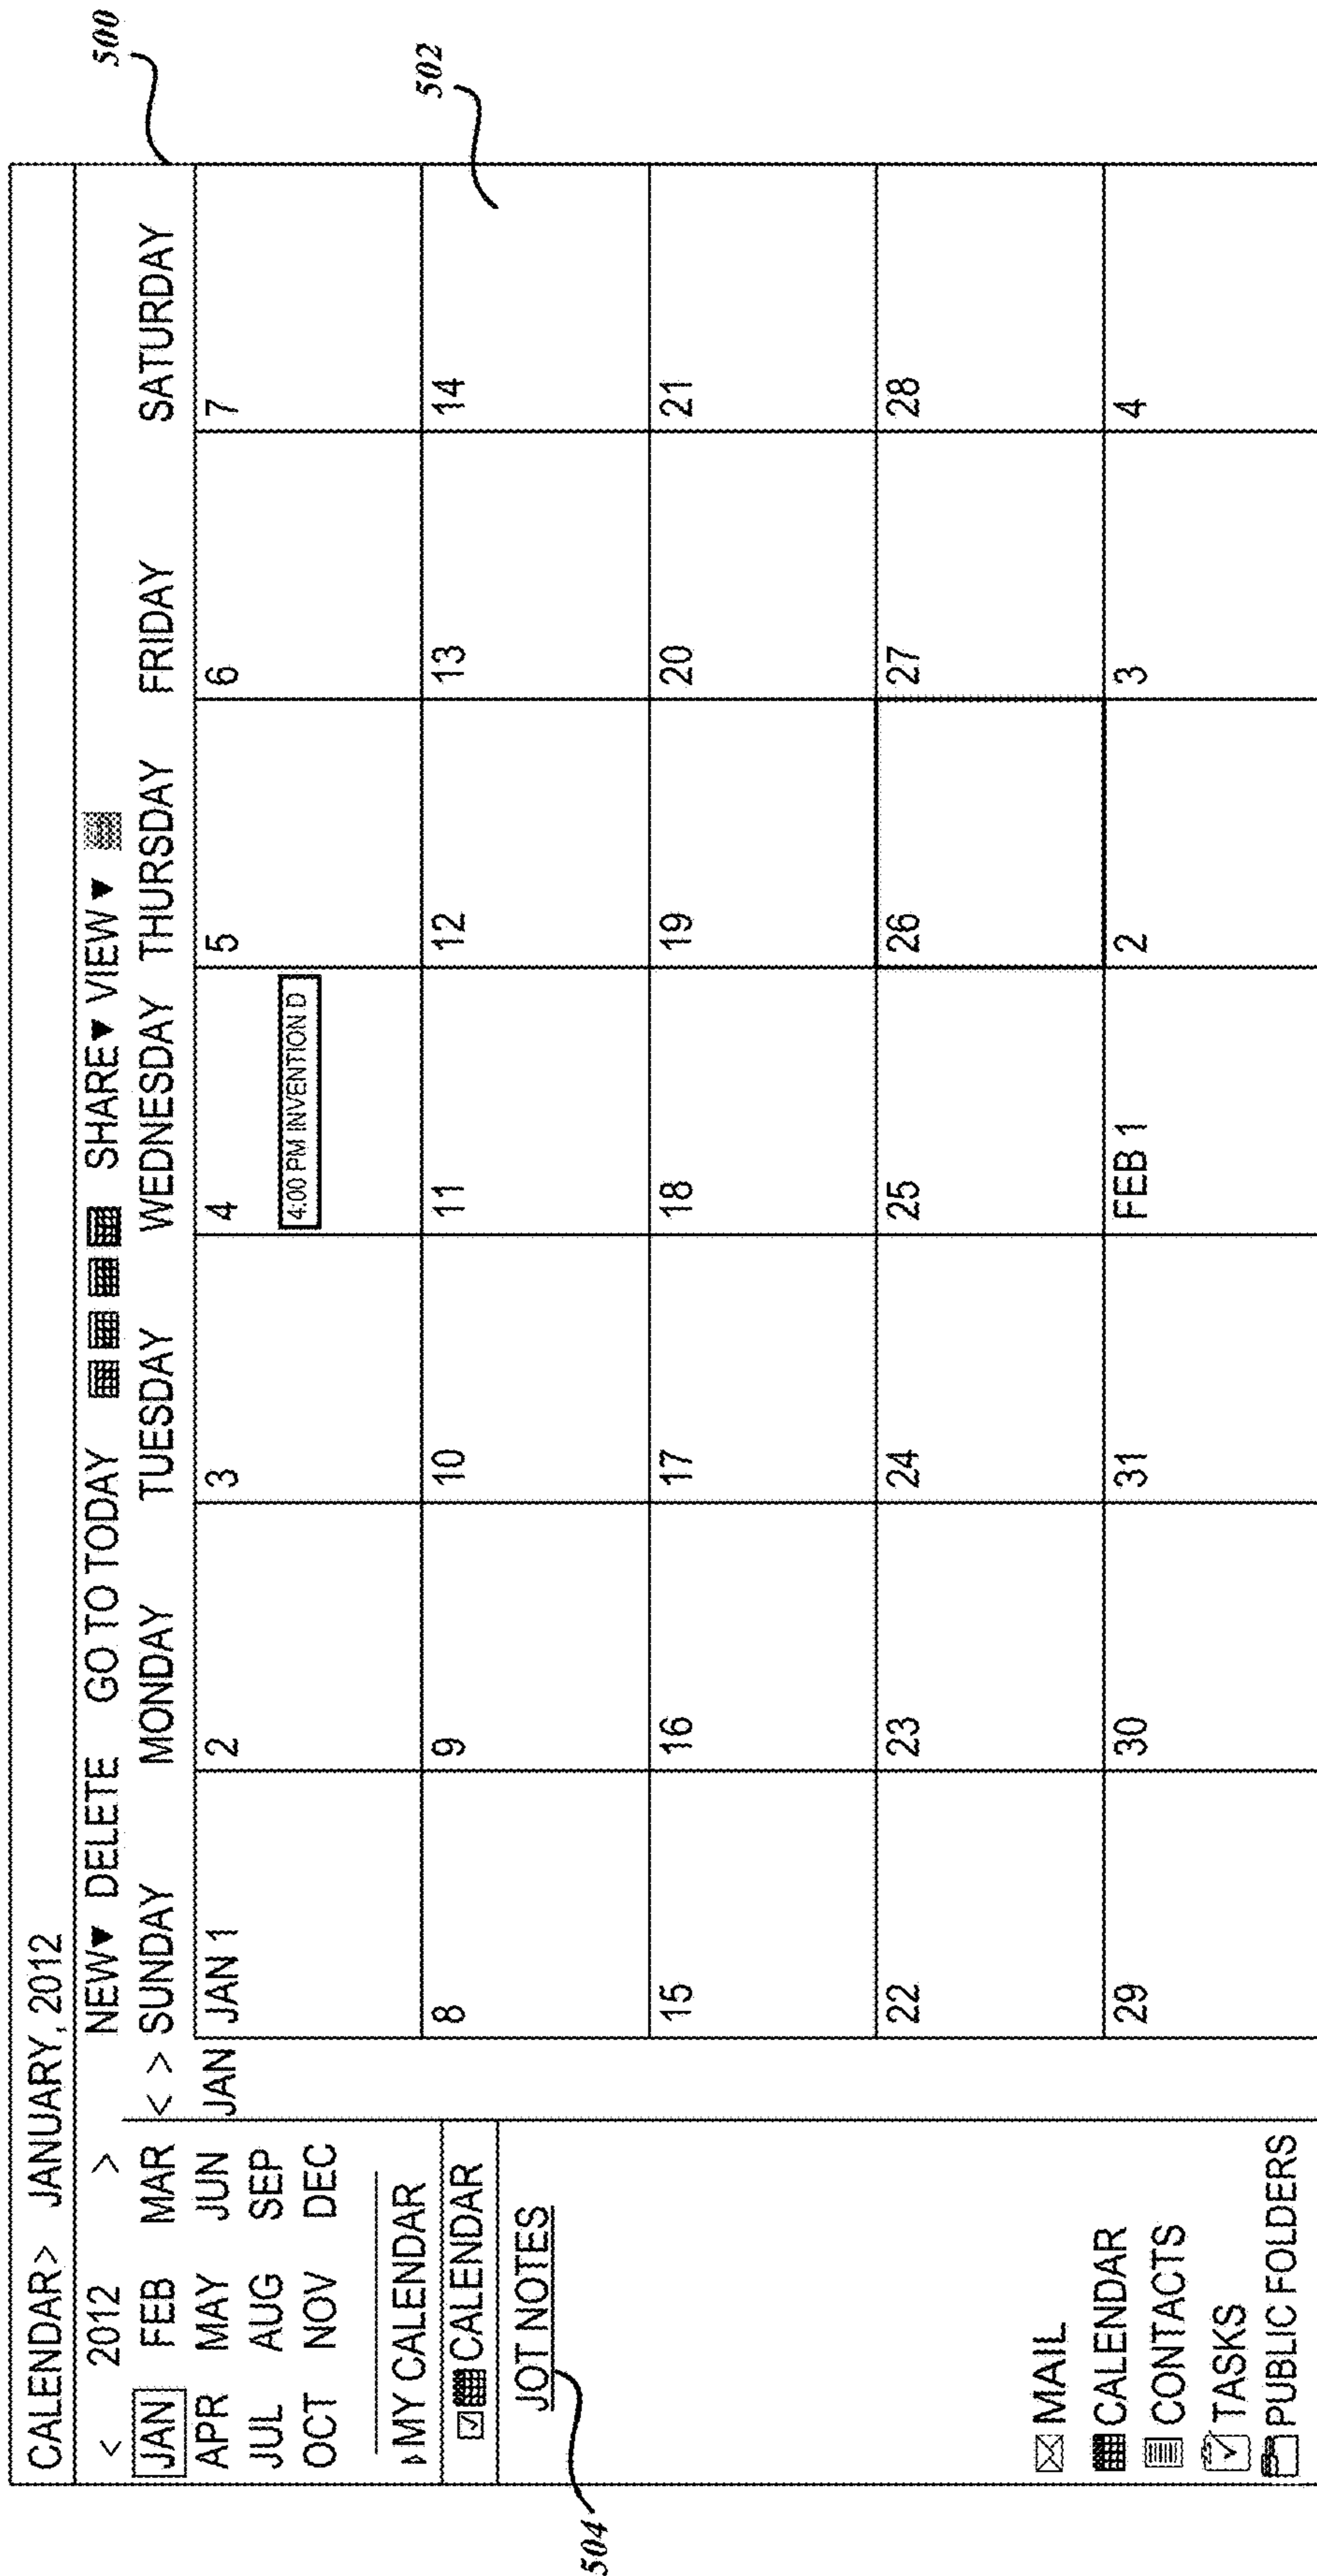 500
CALENDAR> JANUARY, 2012
< 2012 >
NEW▼ DELETE GO TO TODAY SHARE▼ VIEW▼
JAN FEB MAR
APR MAY JUN
JUL AUG SEP
OCT NOV DEC
MY CALENDAR
CALENDAR
JOT NOTES
504
MAIL
CALENDAR
CONTACTS
TASKS
PUBLIC FOLDERS
< > SUNDAY MONDAY TUESDAY WEDNESDAY THURSDAY FRIDAY SATURDAY
JAN JAN 1 2 3 4 5 6 7
4:00 PM INVENTION D
502
8 9 10 11 12 13 14
15 16 17 18 19 20 21
22 23 24 25 26 27 28
29 30 31 FEB 1 2 3 4